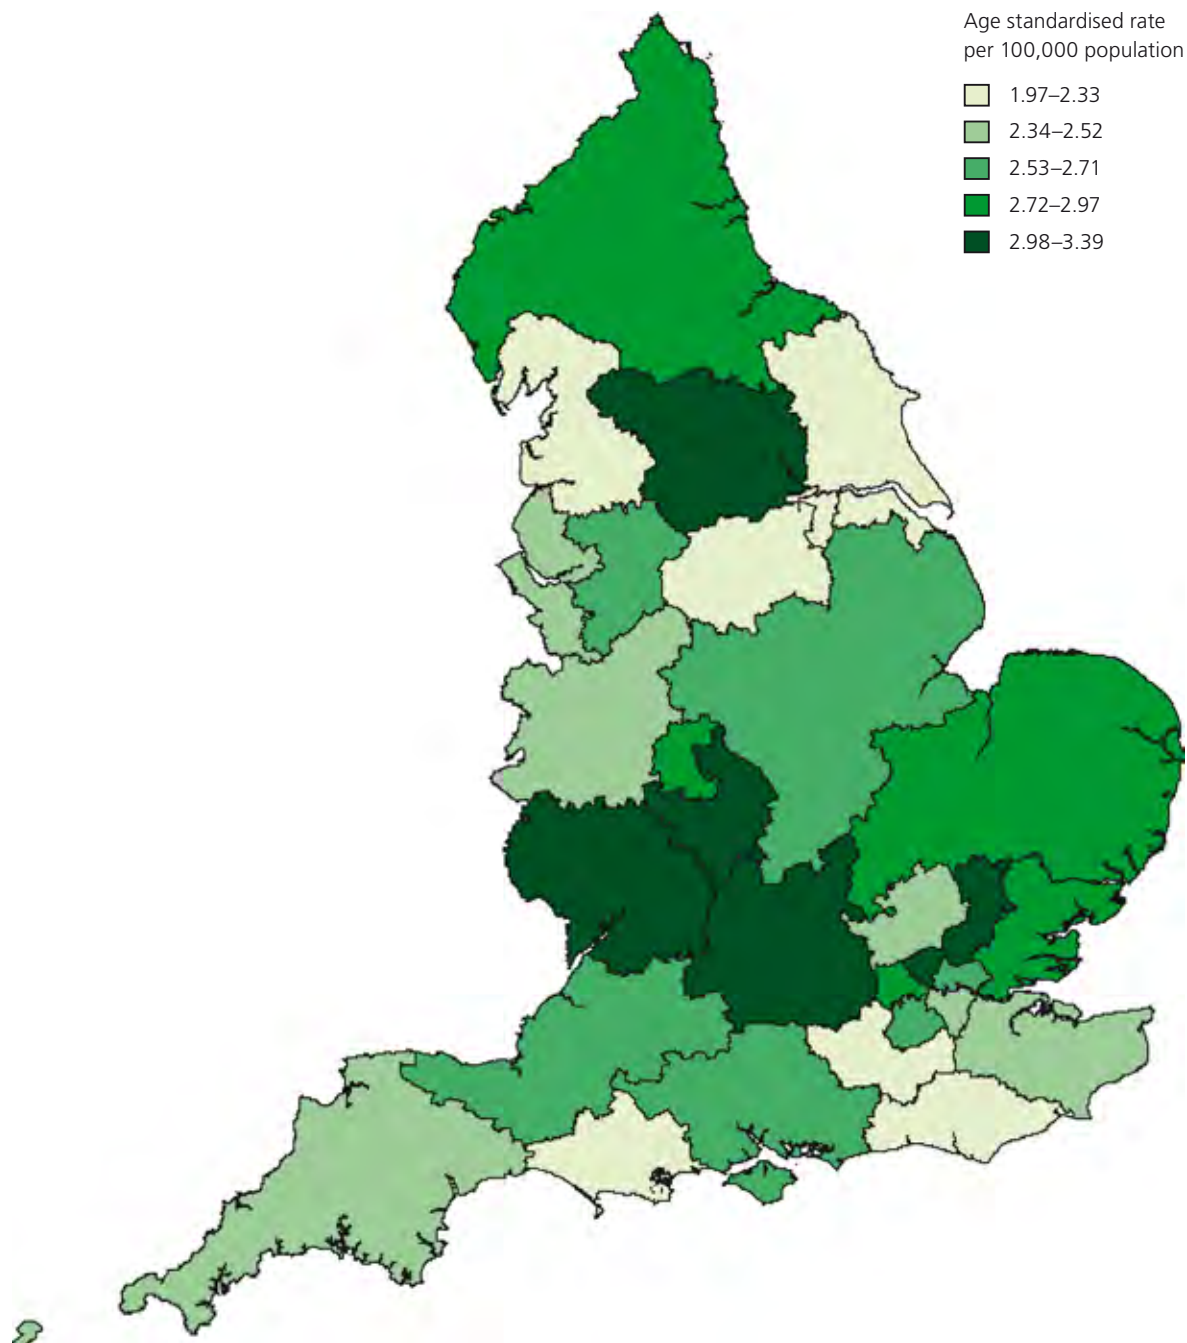 Age standardised rate
per 100,000 population
1.97–2.33
2.34–2.52
2.53–2.71
2.72–2.97
2.98–3.39